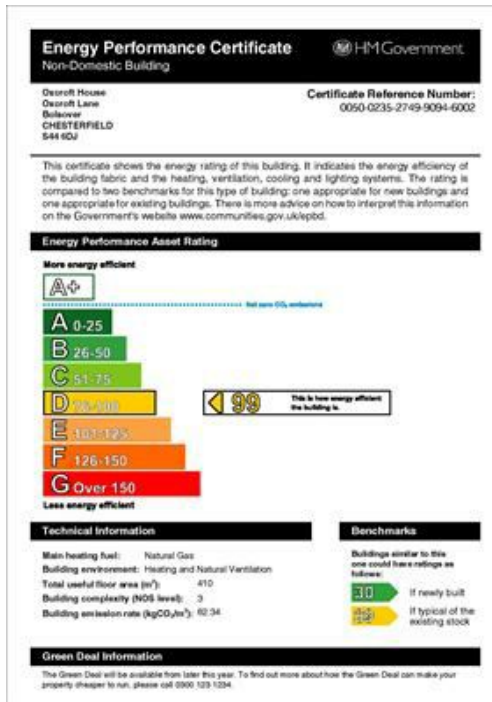 Energy Performance Certificate
HM Government
Non-Domestic Building
Oxcroft House
Oxcroft Lane
Bolsover
CHESTERFIELD
S44 6DJ
Certificate Reference Number:
0050-0235-2749-9094-6002
This certificate shows the energy rating of this building. It indicates the energy efficiency of
the building fabric and the heating, ventilation, cooling and lighting systems. The rating is
compared to two benchmarks for this type of building: one appropriate for new buildings and
one appropriate for existing buildings. There is more advice on how to interpret this information
on the Government's website www.communities.gov.uk/epbd.
Energy Performance Asset Rating
More energy efficient
A+
Net zero CO₂ emissions
A 0-25
B 26-50
C 51-75
D 76-100
99
This is how energy efficient
the building is.
E 101-125
F 126-150
G Over 150
Less energy efficient
Technical Information
Main heating fuel: Natural Gas
Building environment: Heating and Natural Ventilation
Total useful floor area (m²): 410
Building complexity (NOS level): 3
Building emission rate (kgCO₂/m²): 62.34
Benchmarks
Buildings similar to this
one could have ratings as
follows:
30
If newly built
If typical of the
existing stock
Green Deal Information
The Green Deal will be available from later this year. To find out more about how the Green Deal can make your
property cheaper to run, please call 0300 123 1234.